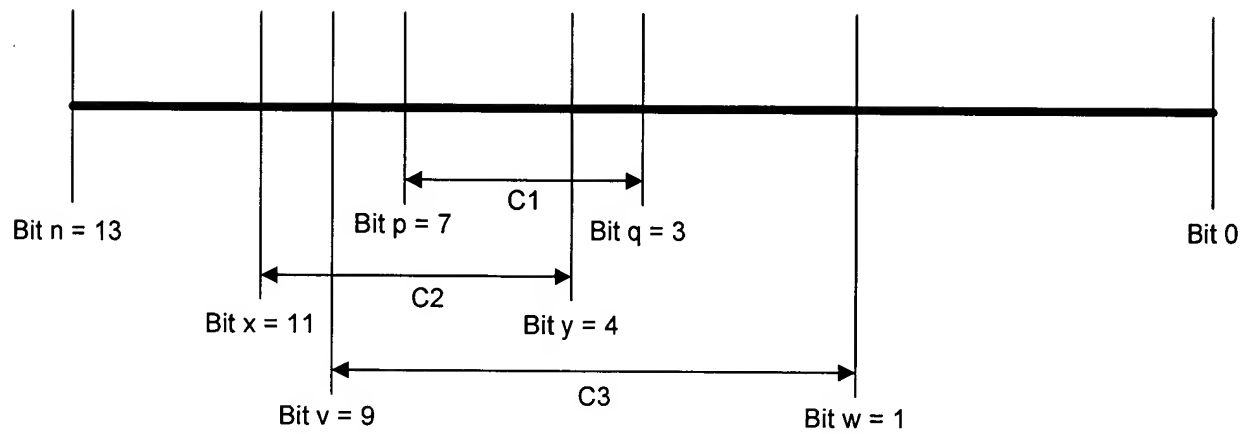 C1
Bit n = 13
Bit p = 7
Bit q = 3
Bit 0
C2
Bit x = 11
Bit y = 4
C3
Bit v = 9
Bit w = 1